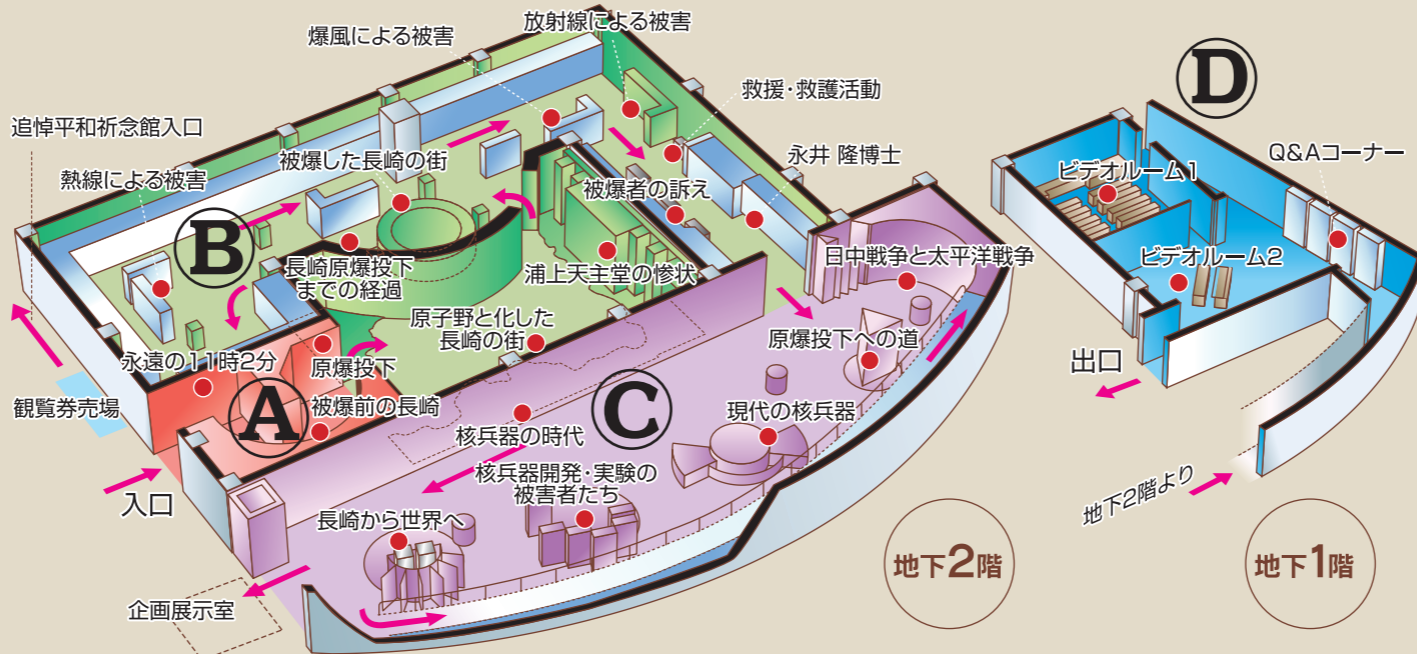 爆風による被害
放射線による被害
D
救援・救護活動
追悼平和祈念館入口
永井 隆博士
Q&Aコーナー
被爆した長崎の街
ビデオルーム1
熱線による被害
被爆者の訴え
B
日中戦争と太平洋戦争
ビデオルーム2
長崎原爆投下
までの経過
浦上天主堂の惨状
原子野と化した
長崎の街
原爆投下への道
永遠の11時2分
原爆投下
出口
A
観覧券売場
被爆前の長崎
C
現代の核兵器
核兵器の時代
核兵器開発・実験の
被害者たち
入口
地下2階より
長崎から世界へ
地下2階
地下1階
企画展示室